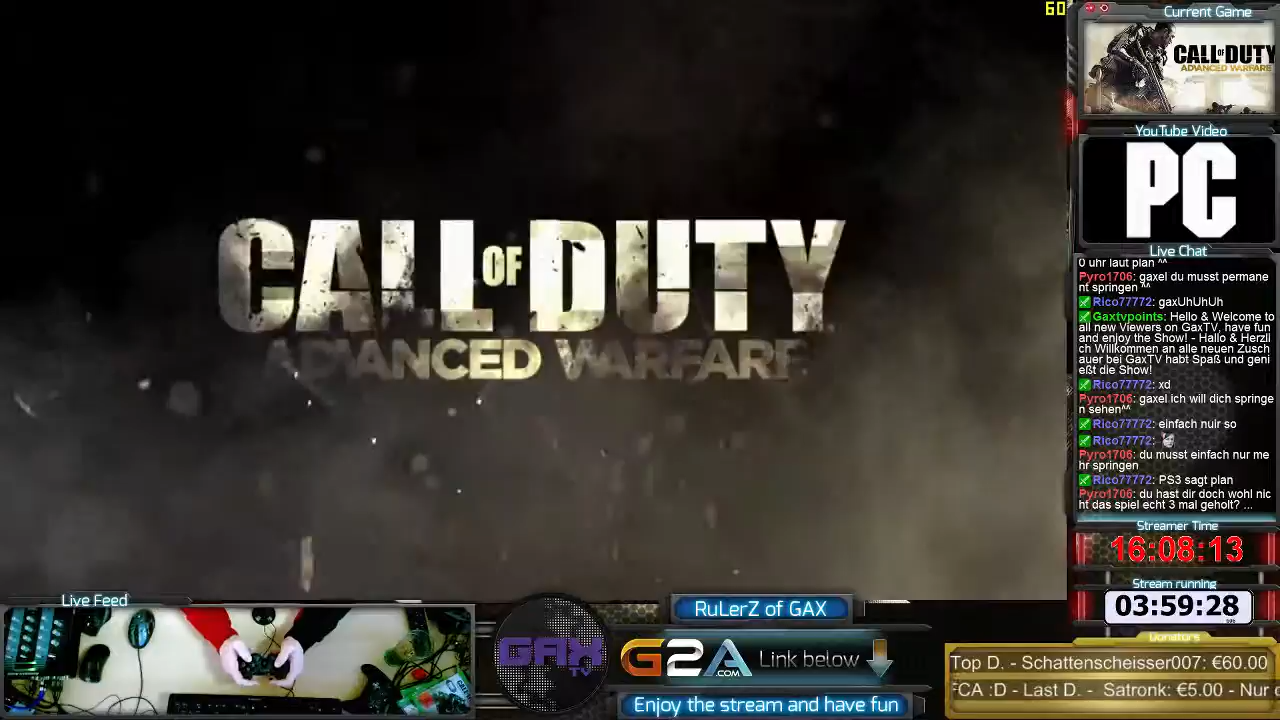 60
Current Game
CALL OF DUTY
ADVANCED WARFARE
YouTube Video
PC
Live Chat
0 uhr laut plan ^^
Pyro1706: gaxel du musst permane
nt springen ^^
Rico77772: gaxUhUhUh
Gaxtvpoints: Hello & Welcome to
all new Viewers on GaxTV, have fun
and enjoy the Show! - Hallo & Herzli
ch Willkommen an alle neuen Zusch
auer bei GaxTV habt Spaß und geni
eßt die Show!
Rico77772: xd
Pyro1706: gaxel ich will dich springe
n sehen^^
Rico77772: einfach nuir so
Rico77772:
Pyro1706: du musst einfach nur me
hr springen
Rico77772: PS3 sagt plan
Pyro1706: du hast dir doch wohl nic
ht das spiel echt 3 mal geholt? ...
Streamer Time
16:08:13
Stream running
03:59:28
Donators
Top D. - Schattenscheisser007: €60.00
FCA :D - Last D. - Satronk: €5.00 - Nur
CALL OF DUTY
ADVANCED WARFARE
Live Feed
GAX
TV
RuLerZ of GAX
G2A
.COM
Link below
Enjoy the stream and have fun